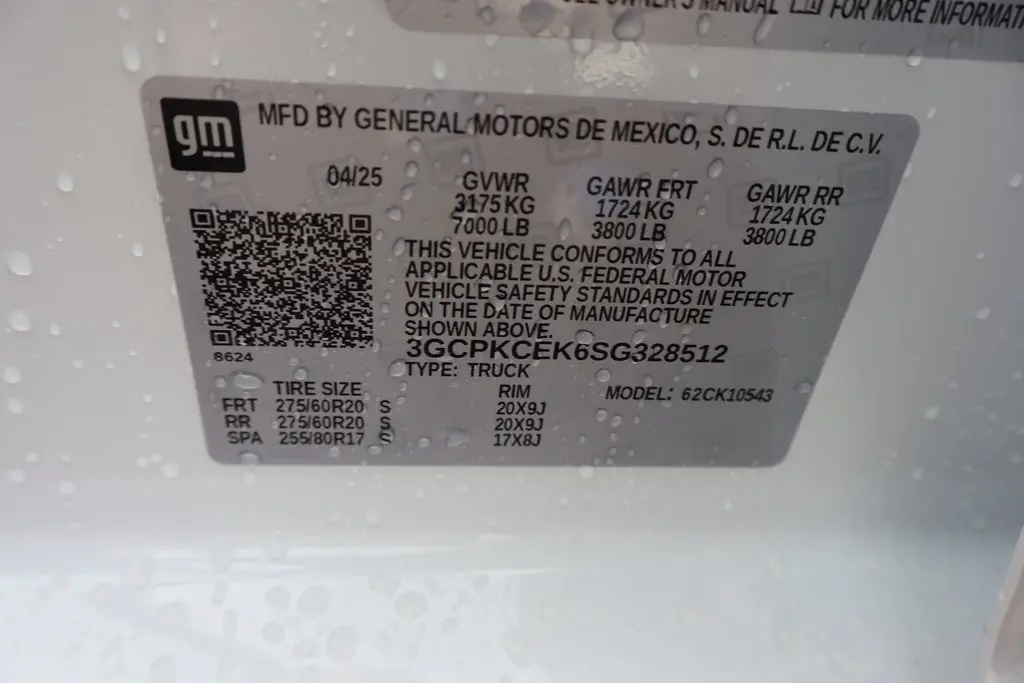 OWNER'S MANUAL FOR MORE INFORMATI
gm
MFD BY GENERAL MOTORS DE MEXICO, S. DE R.L. DE C.V.
04/25 GVWR GAWR FRT GAWR RR
3175 KG 1724 KG 1724 KG
7000 LB 3800 LB 3800 LB
THIS VEHICLE CONFORMS TO ALL
APPLICABLE U.S. FEDERAL MOTOR
VEHICLE SAFETY STANDARDS IN EFFECT
ON THE DATE OF MANUFACTURE
SHOWN ABOVE.
8624
3GCPKCEK6SG328512
TYPE: TRUCK
TIRE SIZE RIM MODEL: 62CK10543
FRT 275/60R20 S 20X9J
RR 275/60R20 S 20X9J
SPA 255/80R17 S 17X8J